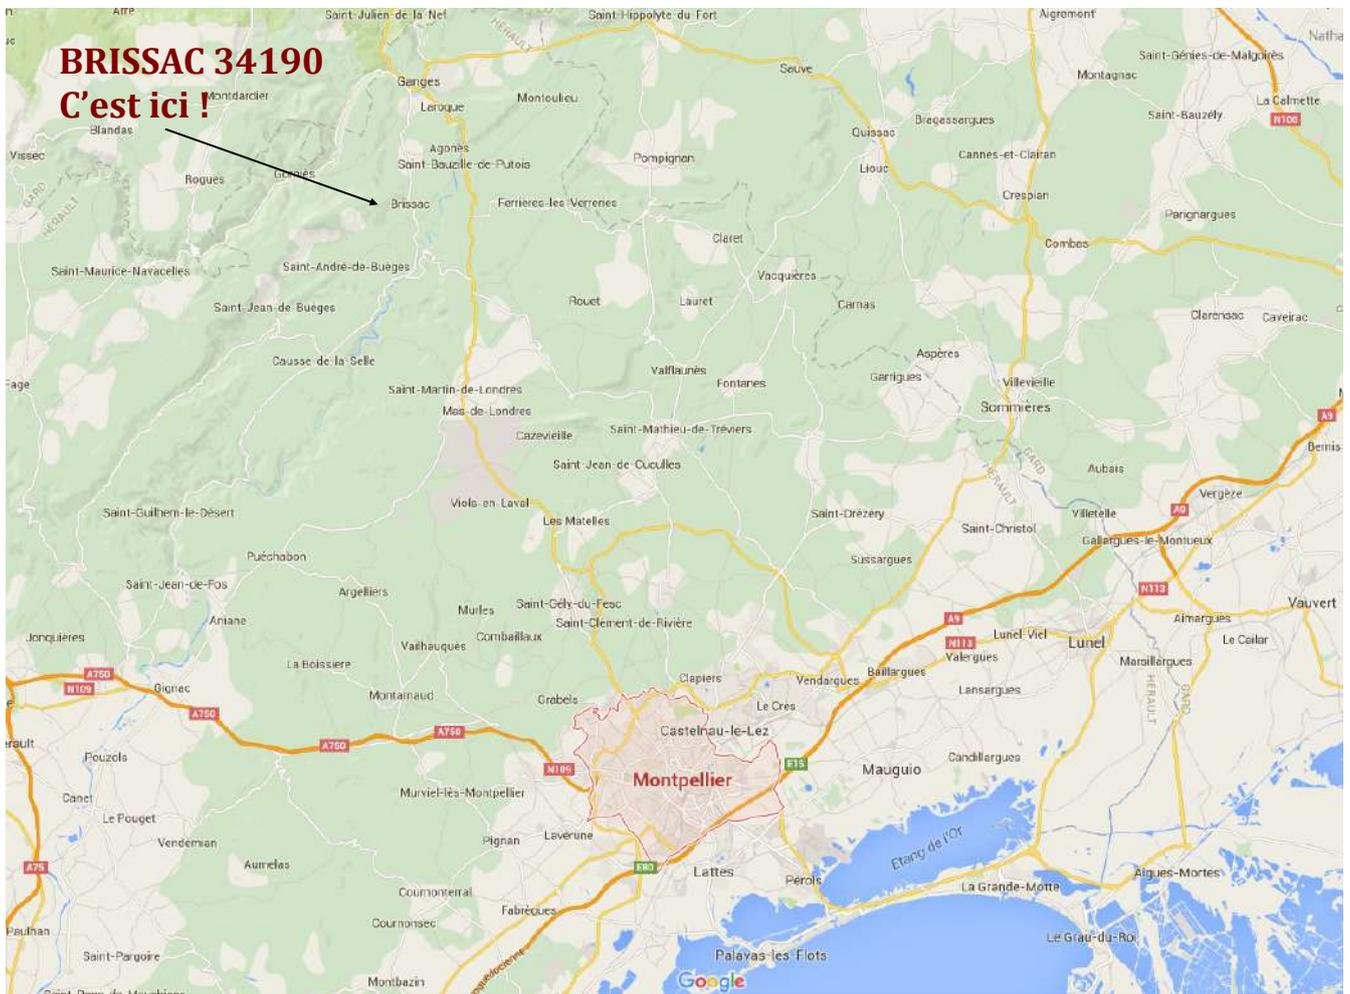 Saint-Julien de la Nef
Saint-Hippolyte du Fort
Aigremont
HÉRAULT
BRISSAC 34190
C’est ici !
Saint-Génies-de-Malgoirès
Sauve
Montagnac
Ganges
Montdardier
Montoulieu
La Calmette
Laroque
Saint-Bauzély
N106
Bragassargues
Blandas
Quissac
Agonès
Vissec
Pompignan
Cannes-et-Clairan
Saint-Bauzille-de-Putois
Liouc
Gorniès
Rogues
GARD
HÉRAULT
Crespian
Brissac
Ferrières-les-Verreries
Parignargues
Claret
Combas
Saint-Maurice-Navacelles
Saint-André-de-Buèges
Vacquières
Saint-Jean-de-Buèges
Rouet
Lauret
Carnas
Clarensac
Caveirac
Causse-de-la-Selle
Aspères
Valflaunès
Garrigues
Fontanes
Villevieille
Saint-Martin-de-Londres
Mas-de-Londres
Sommières
A9
Cazevieille
Saint-Mathieu-de-Tréviers
Bernis
Saint-Jean-de-Cuculles
GARD
HÉRAULT
Aubais
Vergèze
Viols-en-Laval
A9
Saint-Guilhem-le-Désert
Les Matelles
Saint-Drézéry
Villetelle
Saint-Christol
Gallargues-le-Montueux
Puéchabon
Sussargues
Saint-Jean-de-Fos
Argelliers
N113
Murles
Saint-Gély-du-Fesc
Vauvert
Aniane
Saint-Clément-de-Rivière
A9
Aimargues
Jonquières
Combaillaux
N113
Lunel-Viel
Lunel
Le Cailar
Vailhauquès
Valergues
La Boissière
Marsillargues
A750
Clapiers
Vendargues
Baillargues
N109
Gignac
Montarnaud
Grabels
Lansargues
HÉRAULT
GARD
A750
Le Crès
A750
A750
Castelnau-le-Lez
Pouzols
Candillargues
N109
E15
Mauguio
Montpellier
Canet
Murviel-lès-Montpellier
Le Pouget
Vendémian
Pignan
Lavérune
Étang de l'Or
A75
Aumelas
E80
Lattes
Pérols
Aigues-Mortes
Cournonterral
La Grande-Motte
Fabrègues
Cournonsec
Paulhan
Le Grau-du-Roi
Saint-Pargoire
Palavas-les-Flots
Montbazin
Google